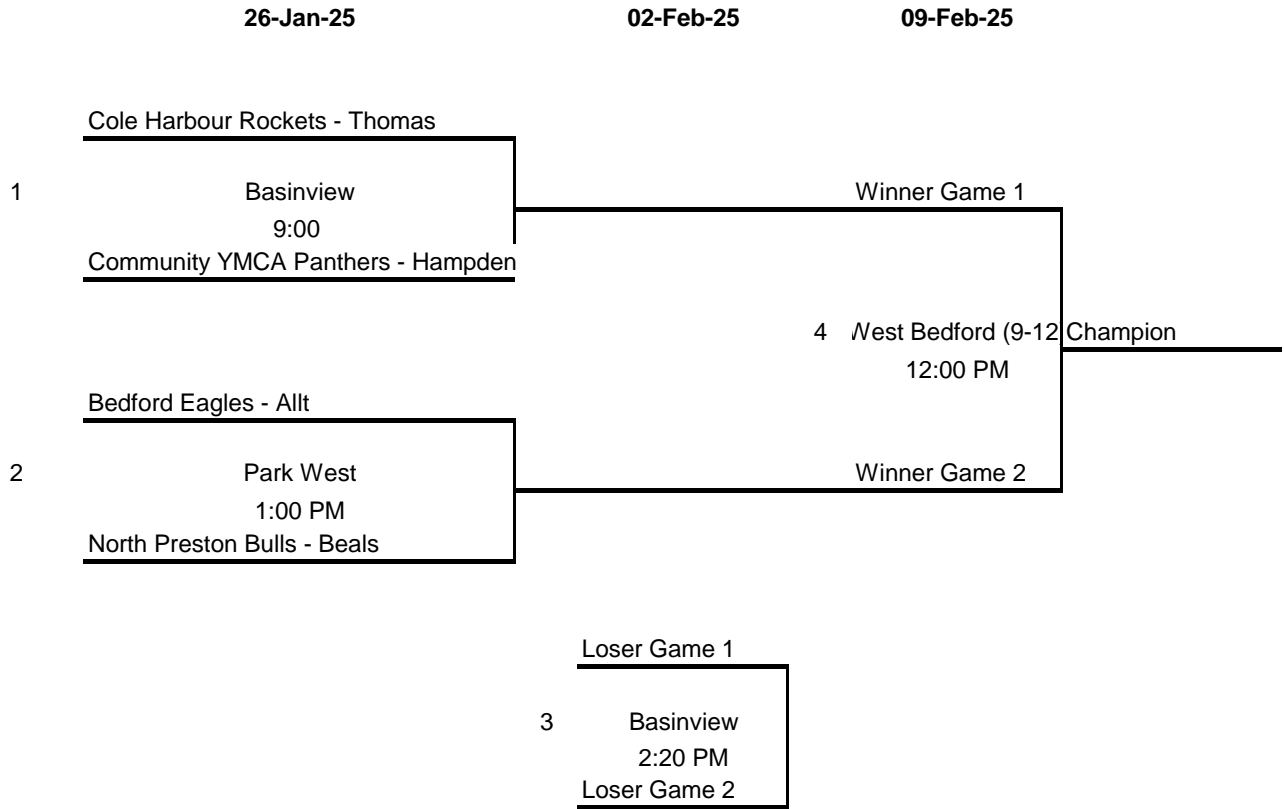 26-Jan-25 02-Feb-25 09-Feb-25
Cole Harbour Rockets - Thomas
1 Basinview Winner Game 1
9:00
Community YMCA Panthers - Hampden
4 West Bedford (9-12 Champion
12:00 PM
Bedford Eagles - Allt
2 Park West Winner Game 2
1:00 PM
North Preston Bulls - Beals
Loser Game 1
3 Basinview
2:20 PM
Loser Game 2